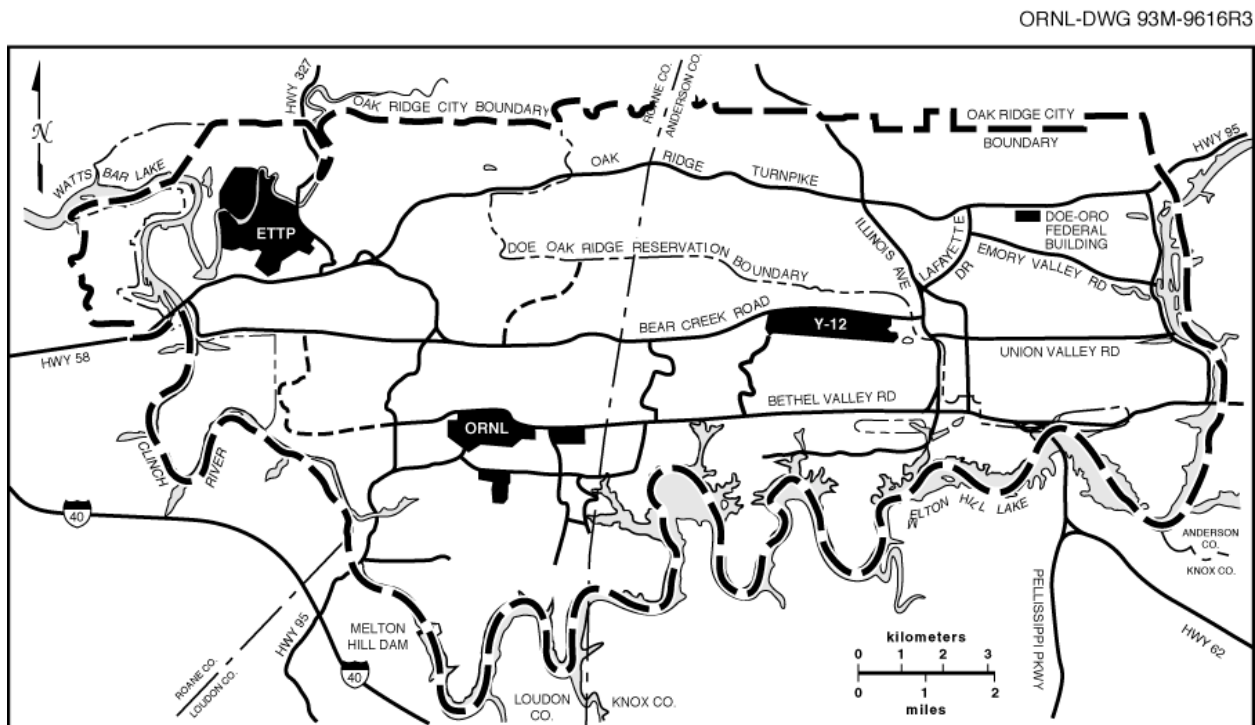 ORNL-DWG 93M-9616R3
N
HWY 327
OAK RIDGE CITY BOUNDARY
ROANE CO.
ANDERSON CO.
OAK RIDGE CITY
BOUNDARY
HWY 95
WATTS BAR LAKE
OAK RIDGE TURNPIKE
ETTP
DOE-ORO
FEDERAL
BUILDING
ILLINOIS AVE
LAFAYETTE
DR
EMORY VALLEY RD
DOE OAK RIDGE RESERVATION BOUNDARY
BEAR CREEK ROAD
Y-12
HWY 58
UNION VALLEY RD
BETHEL VALLEY RD
ORNL
CLINCH
RIVER
40
MELTON HILL LAKE
ANDERSON CO.
KNOX CO.
PELLISSIPPI PKWY
HWY 62
HWY 95
MELTON
HILL DAM
40
ROANE CO.
LOUDON CO.
LOUDON
CO.
KNOX CO.
kilometers
0 1 2 3
0 1 2
miles